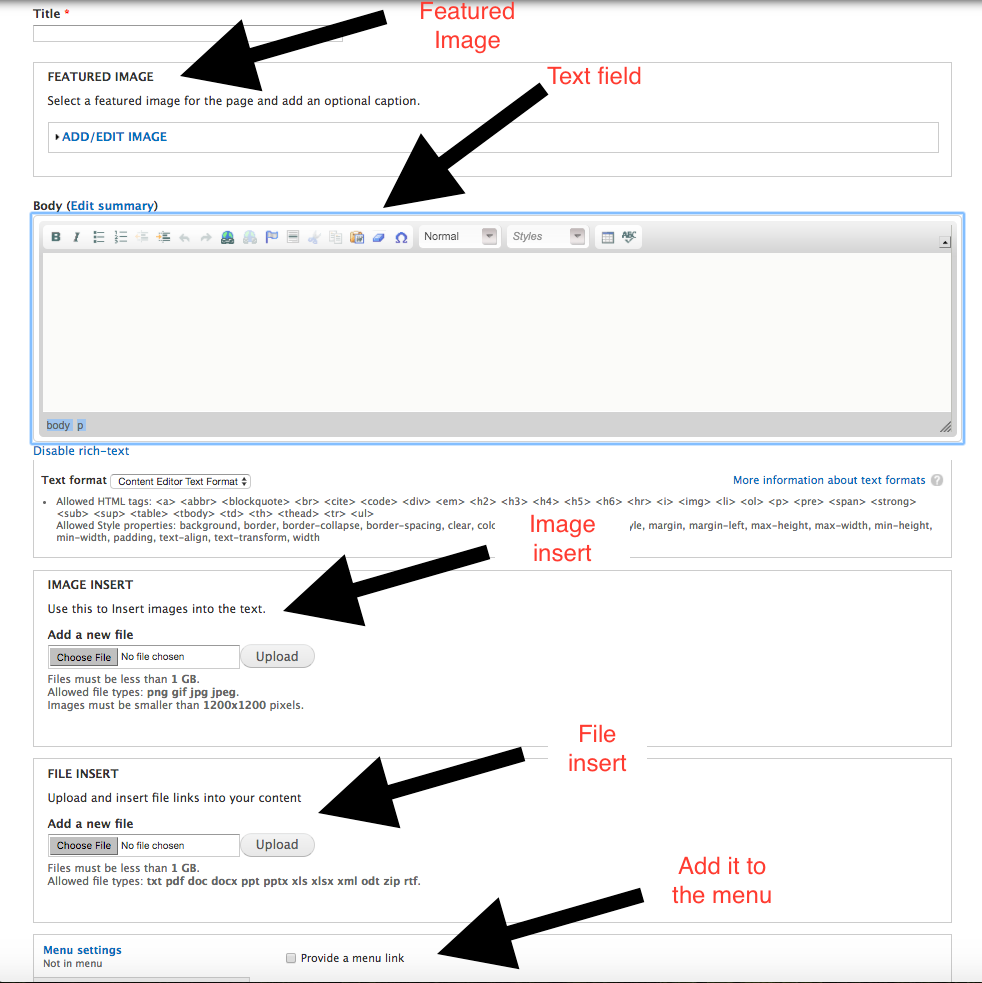 Title *
Featured
Image
FEATURED IMAGE
Text field
Select a featured image for the page and add an optional caption.
ADD/EDIT IMAGE
Body (Edit summary)
B I Normal Styles ABC
body p
Disable rich-text
Text format Content Editor Text Format More information about text formats ?
Allowed HTML tags: <a> <abbr> <blockquote> <br> <cite> <code> <div> <em> <h2> <h3> <h4> <h5> <h6> <hr> <i> <img> <li> <ol> <p> <pre> <span> <strong>
<sub> <sup> <table> <tbody> <td> <th> <thead> <tr> <ul>
Allowed Style properties: background, border, border-collapse, border-spacing, clear, margin, margin-left, max-height, max-width, min-height,
min-width, padding, text-align, text-transform, width
Image
insert
IMAGE INSERT
Use this to Insert images into the text.
Add a new file
Choose File No file chosen Upload
Files must be less than 1 GB.
Allowed file types: png gif jpg jpeg.
Images must be smaller than 1200x1200 pixels.
File
insert
FILE INSERT
Upload and insert file links into your content
Add a new file
Choose File No file chosen Upload
Files must be less than 1 GB.
Allowed file types: txt pdf doc docx ppt pptx xls xlsx xml odt zip rtf.
Add it to
the menu
Menu settings
Not in menu
Provide a menu link